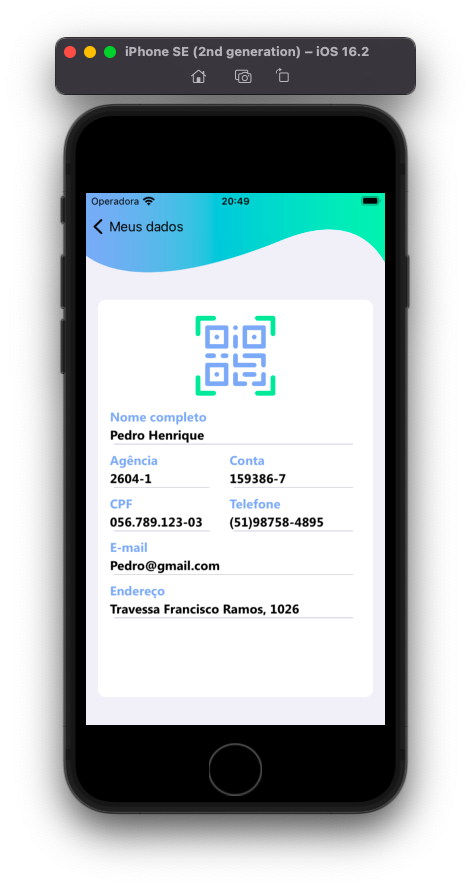 iPhone SE (2nd generation) – iOS 16.2
Operadora 20:49
Meus dados
Nome completo
Pedro Henrique
Agência Conta
2604-1 159386-7
CPF Telefone
056.789.123-03 (51)98758-4895
E-mail
Pedro@gmail.com
Endereço
Travessa Francisco Ramos, 1026